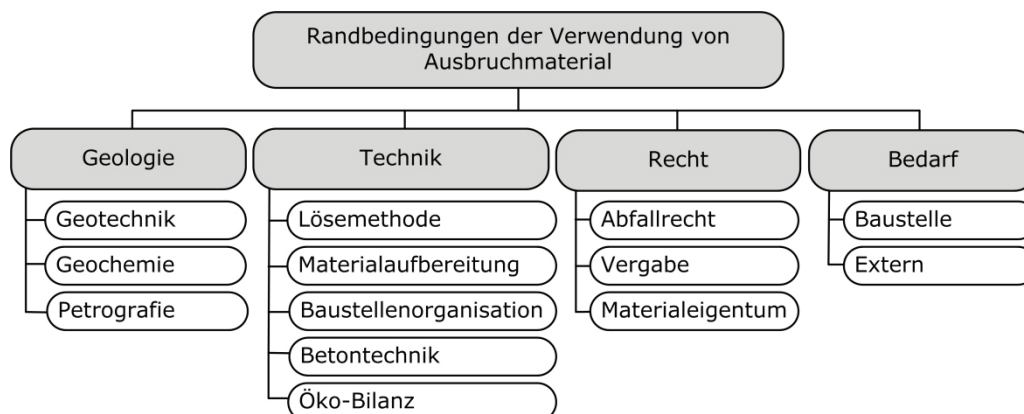 Randbedingungen der Verwendung von
Ausbruchmaterial
Geologie
Geotechnik
Geochemie
Petrografie
Technik
Lösemethode
Materialaufbereitung
Baustellenorganisation
Betontechnik
Öko-Bilanz
Recht
Abfallrecht
Vergabe
Materialeigentum
Bedarf
Baustelle
Extern